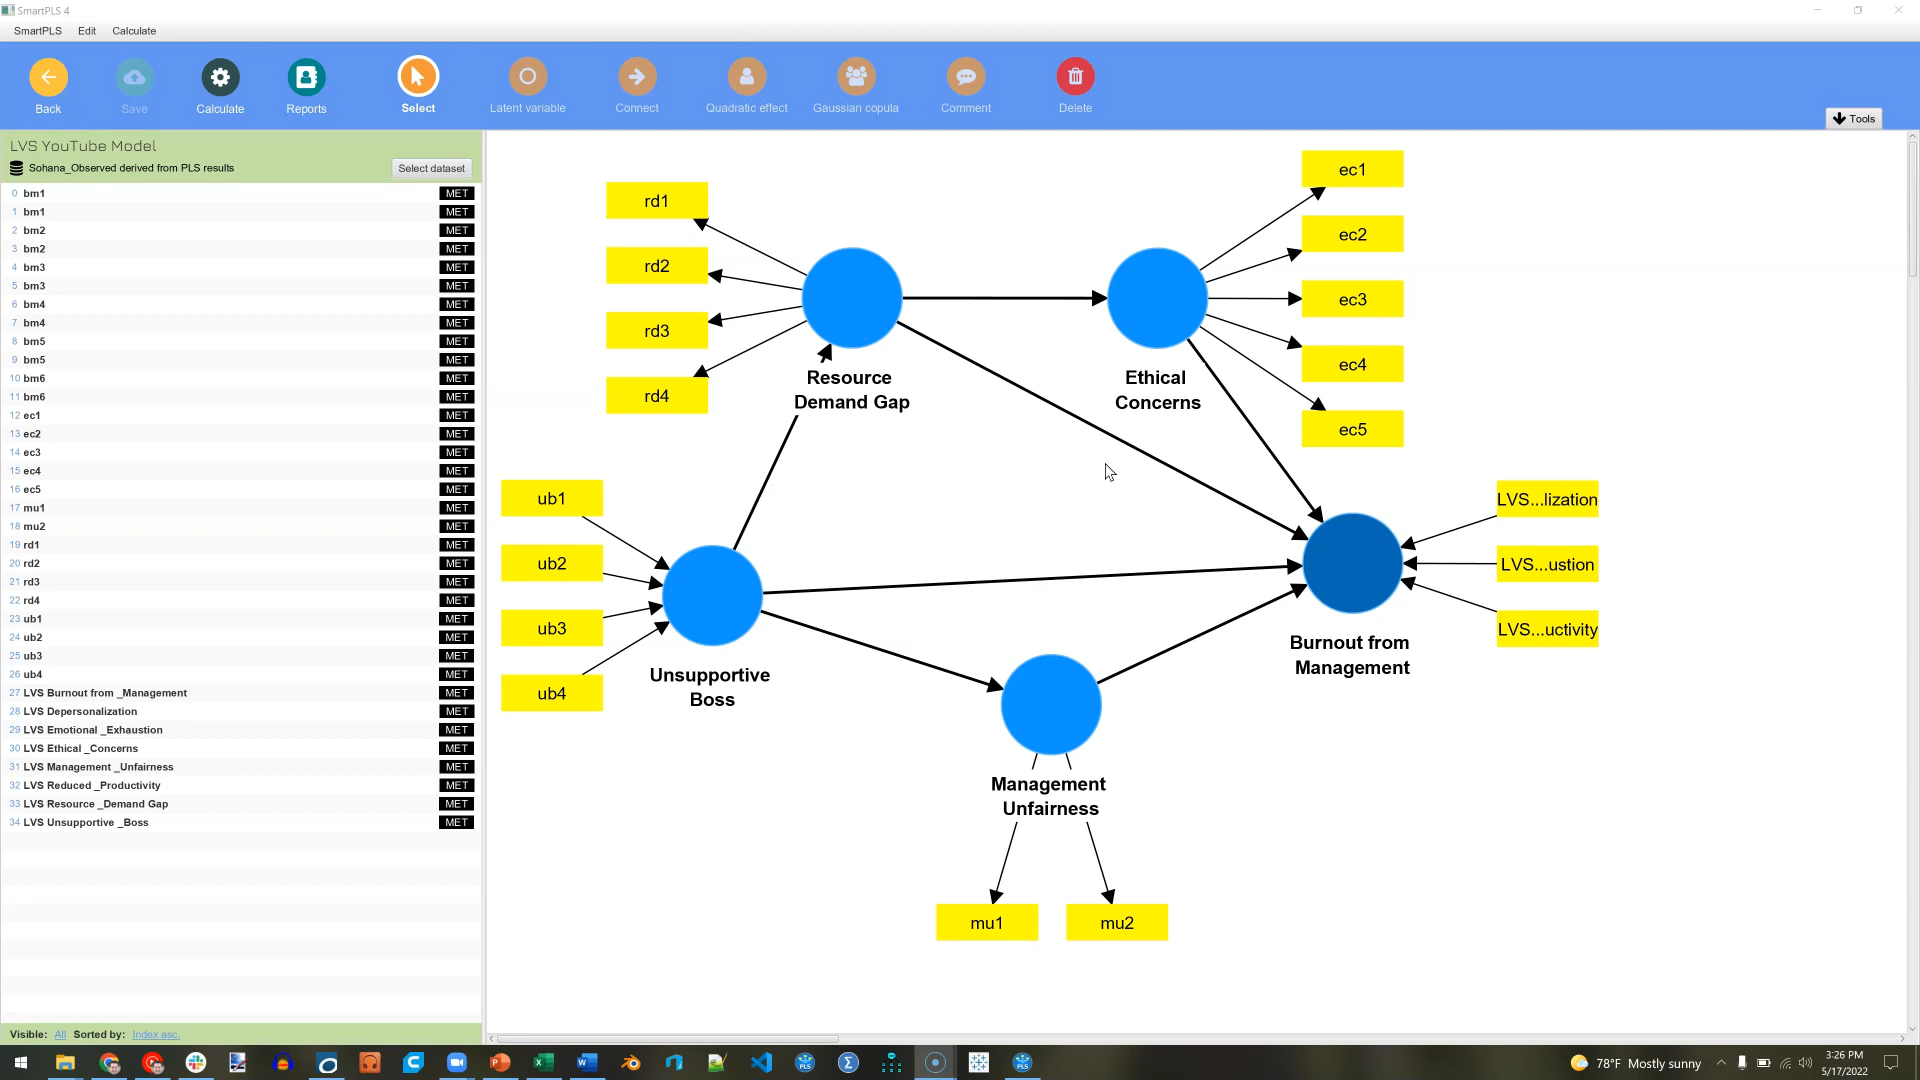 SmartPLS 4
SmartPLS Edit Calculate
Back Save Calculate Reports Select Latent variable Connect Quadratic effect Gaussian copula Comment Delete
Tools
LVS YouTube Model
Sohana_Observed derived from PLS results
Select dataset
0 bm1 MET
1 bm1 MET
2 bm2 MET
3 bm2 MET
4 bm3 MET
5 bm3 MET
6 bm4 MET
7 bm4 MET
8 bm5 MET
9 bm5 MET
10 bm6 MET
11 bm6 MET
12 ec1 MET
13 ec2 MET
14 ec3 MET
15 ec4 MET
16 ec5 MET
17 mu1 MET
18 mu2 MET
19 rd1 MET
20 rd2 MET
21 rd3 MET
22 rd4 MET
23 ub1 MET
24 ub2 MET
25 ub3 MET
26 ub4 MET
27 LVS Burnout from _Management MET
28 LVS Depersonalization MET
29 LVS Emotional _Exhaustion MET
30 LVS Ethical _Concerns MET
31 LVS Management _Unfairness MET
32 LVS Reduced _Productivity MET
33 LVS Resource _Demand Gap MET
34 LVS Unsupportive _Boss MET
Visible: All Sorted by: Index asc.
rd1
rd2
rd3
rd4
Resource
Demand Gap
ec1
ec2
ec3
ec4
ec5
Ethical
Concerns
ub1
ub2
ub3
ub4
Unsupportive
Boss
LVS...lization
LVS...ustion
LVS...uctivity
Burnout from
Management
Management
Unfairness
mu1
mu2
PLS
PLS
78°F Mostly sunny
3:26 PM
5/17/2022